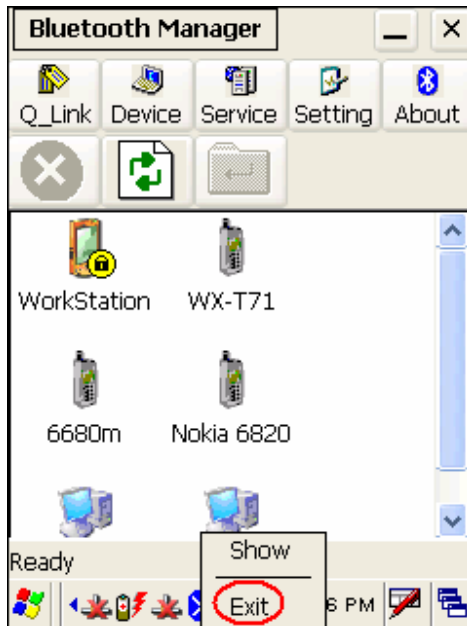 Bluetooth Manager
Q_Link Device Service Setting About
WorkStation WX-T71
6680m Nokia 6820
Ready
Show
Exit
6 PM